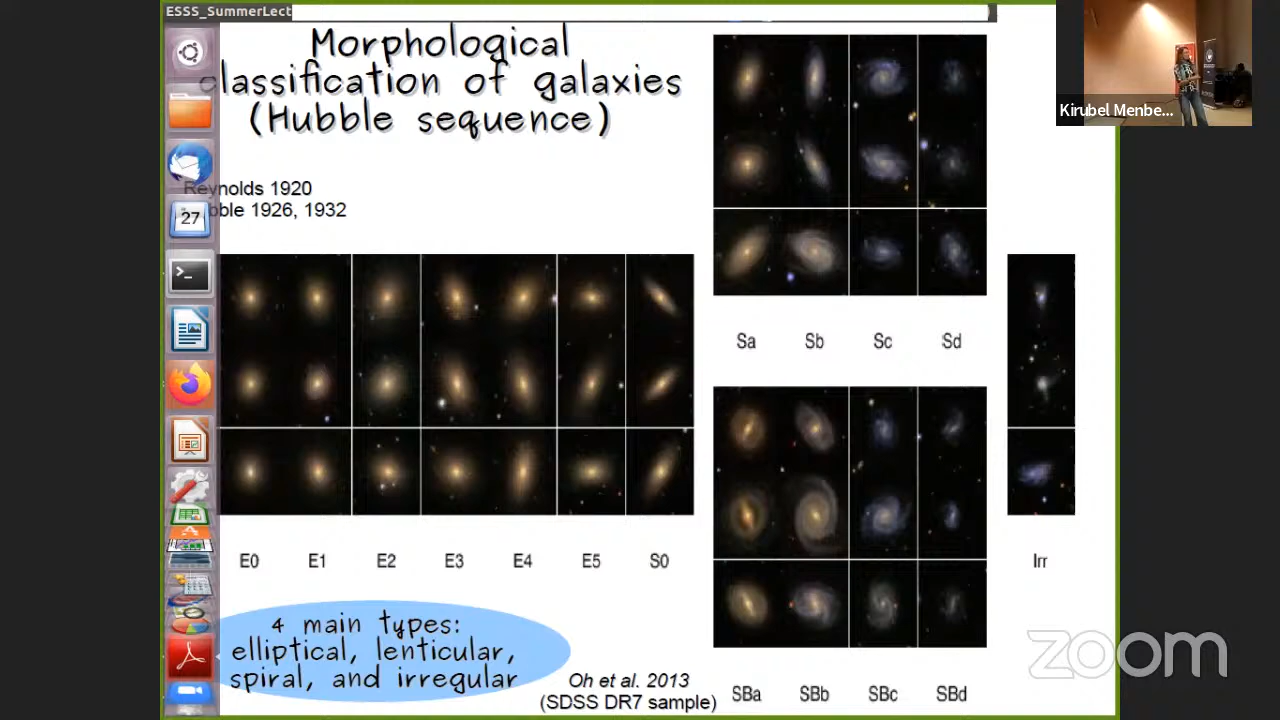 ESSS_SummerLect
Morphological
classification of galaxies
(Hubble sequence)
Reynolds 1920
bble 1926, 1932
27
Kirubel Menbe...
Sa Sb Sc Sd
E0 E1 E2 E3 E4 E5 S0
Irr
SBa SBb SBc SBd
4 main types:
elliptical, lenticular,
spiral, and irregular
Oh et al. 2013
(SDSS DR7 sample)
zoom